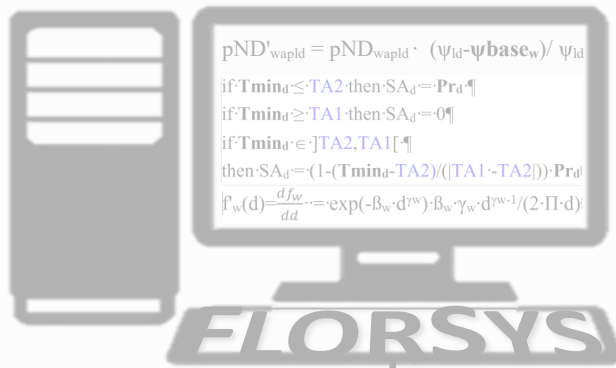 pND'wapld = pNDwapld · (ψld-ψbasew)/ ψld
if·Tmind·≤·TA2·then·SAd·=·Prd·¶
if·Tmind·≥·TA1·then·SAd·=·0¶
if·Tmind·∈·]TA2,TA1[·¶
then·SAd·=·(1-(Tmind-TA2)/(|TA1·-TA2|))·Prd
f'w(d)=dfw/dd··=·exp(-ßw·dγw)·ßw·γw·dγw-1/(2·Π·d)
FLORSYS